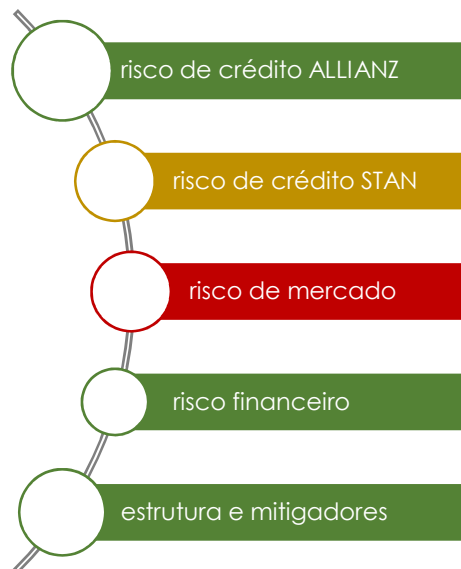 risco de crédito ALLIANZ
risco de crédito STAN
risco de mercado
risco financeiro
estrutura e mitigadores